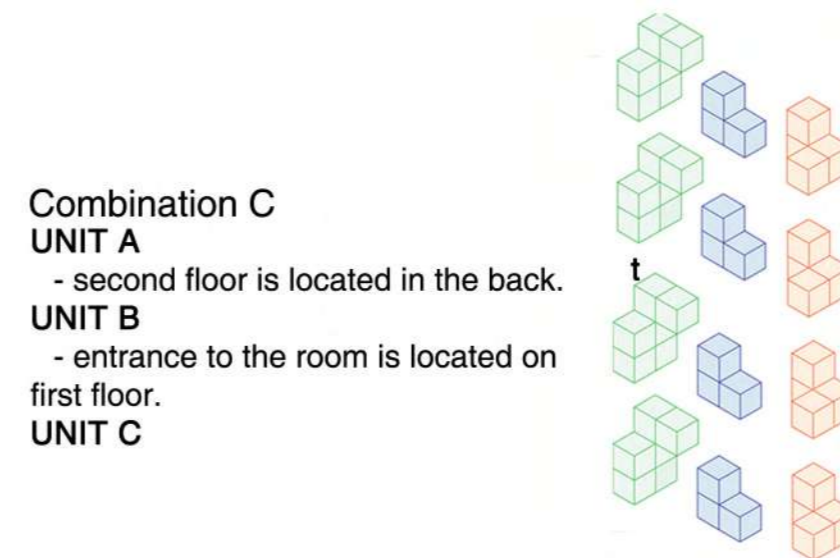 Combination C
UNIT A
- second floor is located in the back.
UNIT B
- entrance to the room is located on
first floor.
UNIT C
t